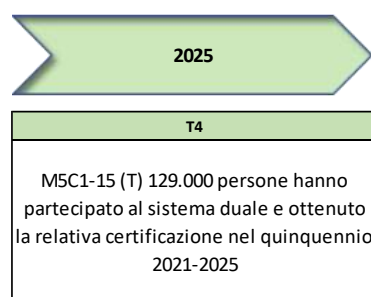 2025
T4
M5C1-15 (T) 129.000 persone hanno
partecipato al sistema duale e ottenuto
la relativa certificazione nel quinquennio
2021-2025